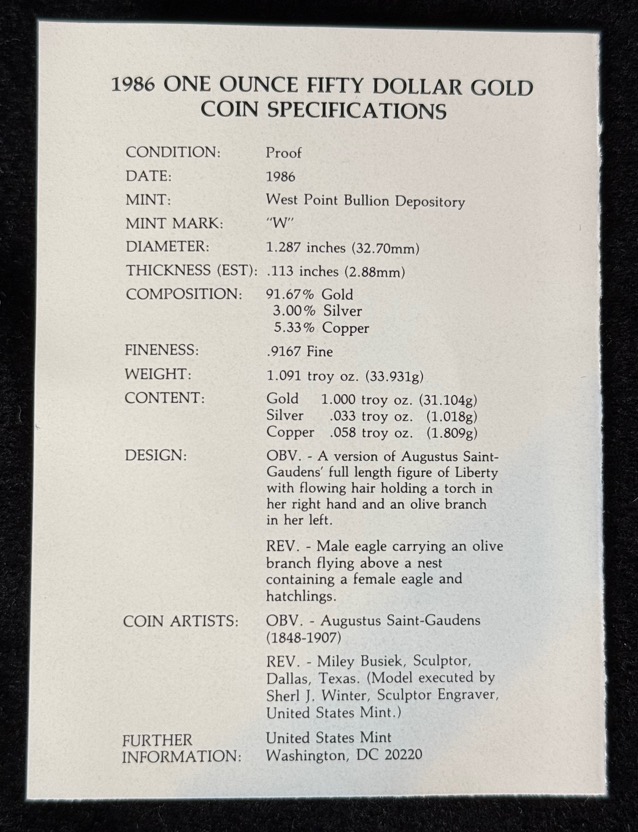 1986 ONE OUNCE FIFTY DOLLAR GOLD
COIN SPECIFICATIONS
CONDITION: Proof
DATE: 1986
MINT: West Point Bullion Depository
MINT MARK: "W"
DIAMETER: 1.287 inches (32.70mm)
THICKNESS (EST): .113 inches (2.88mm)
COMPOSITION: 91.67% Gold
3.00% Silver
5.33% Copper
FINENESS: .9167 Fine
WEIGHT: 1.091 troy oz. (33.931g)
CONTENT: Gold 1.000 troy oz. (31.104g)
Silver .033 troy oz. (1.018g)
Copper .058 troy oz. (1.809g)
DESIGN: OBV. - A version of Augustus Saint-
Gaudens' full length figure of Liberty
with flowing hair holding a torch in
her right hand and an olive branch
in her left.
REV. - Male eagle carrying an olive
branch flying above a nest
containing a female eagle and
hatchlings.
COIN ARTISTS: OBV. - Augustus Saint-Gaudens
(1848-1907)
REV. - Miley Busiek, Sculptor,
Dallas, Texas. (Model executed by
Sherl J. Winter, Sculptor Engraver,
United States Mint.)
FURTHER United States Mint
INFORMATION: Washington, DC 20220